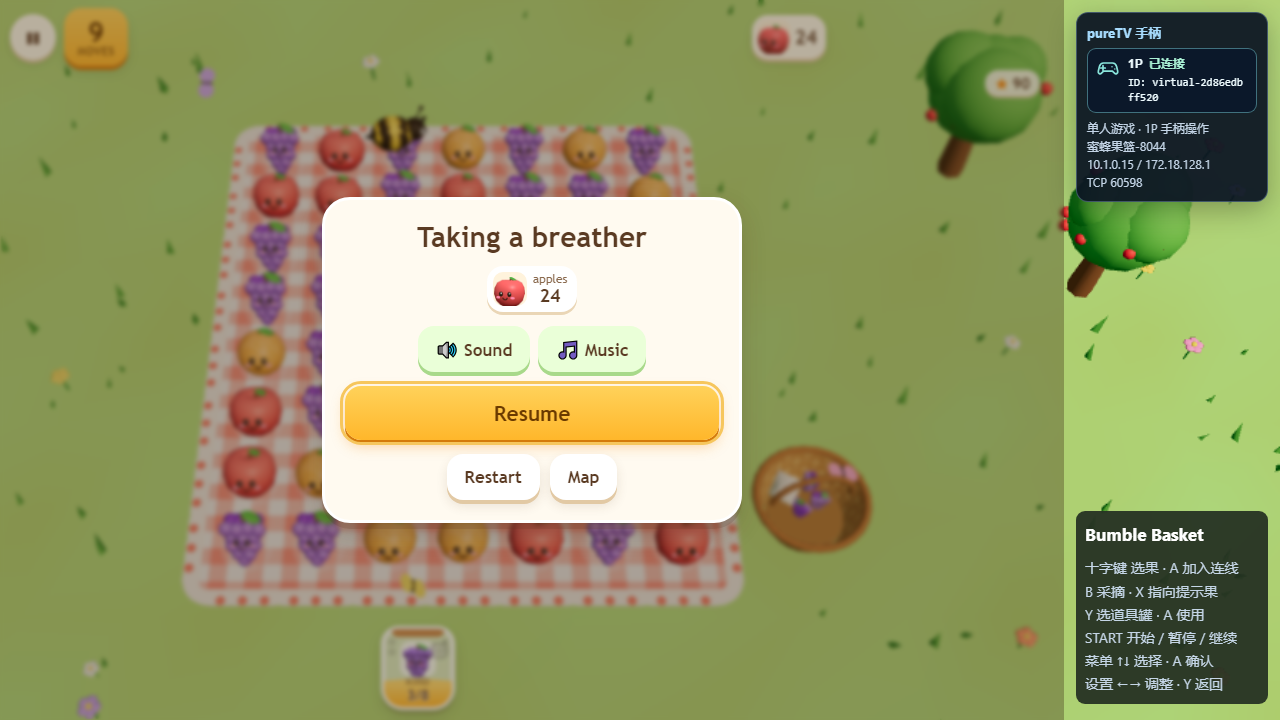 9
24
90
Taking a breather
apples
24
Sound
Music
Resume
Restart
Map
pureTV 手柄
1P 已连接
ID: virtual-2d86edb
ff520
单人游戏 · 1P 手柄操作
蜜蜂果篮-8044
10.1.0.15 / 172.18.128.1
TCP 60598
Bumble Basket
十字键 选果 · A 加入连线
B 采摘 · X 指向提示果
Y 选道具罐 · A 使用
START 开始 / 暂停 / 继续
菜单 ↑↓ 选择 · A 确认
设置 ←→ 调整 · Y 返回